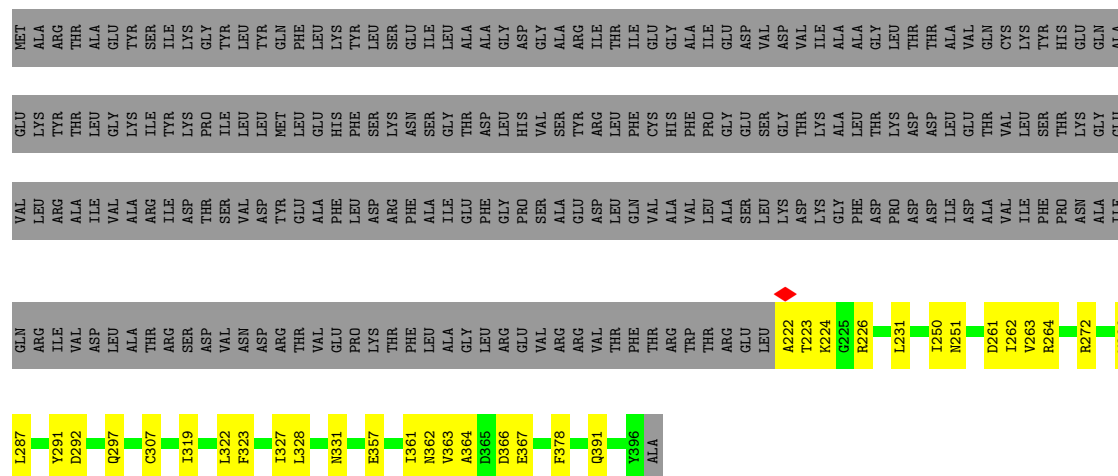 MET ALA ARG THR ALA GLU TYR SER ILE LYS GLY TYR LEU TYR GLN PHE LEU LYS TYR LEU SER GLU ILE LEU ALA ALA GLY ASP GLY ALA ARG ILE THR ILE GLU GLY ALA ILE GLU ASP VAL ASP VAL ILE ALA ALA GLY LEU THR THR ALA VAL GLN CYS LYS TYR HIS GLU GLN ALA
GLU LYS TYR THR LEU GLY LYS ILE TYR LYS PRO ILE LEU LEU MET LEU GLU HIS PHE SER LYS ASN SER GLY THR ASP LEU HIS VAL SER TYR ARG LEU PHE CYS HIS PHE PRO GLY GLU SER GLY THR LYS ALA LEU THR LYS ASP ASP LEU GLU THR VAL LEU SER THR LYS GLY GLU
VAL LEU ARG ALA ILE VAL ALA ARG ILE ASP THR SER VAL ASP TYR GLU ALA PHE LEU ASP ARG PHE ALA ILE GLU PHE GLY PRO SER ALA GLU ASP LEU GLN VAL ALA VAL LEU ALA SER LEU LYS ASP LYS GLY PHE ASP PRO ASP ASP ILE ASP ALA VAL ILE PHE PRO ASN ALA ILE
GLN ARG ILE VAL ASP LEU ALA THR ARG SER ASP VAL ASN ASP ARG THR VAL GLU PRO LYS THR PHE LEU ALA GLY LEU ARG GLU VAL ARG ARG VAL THR PHE THR ARG TRP THR ARG GLU LEU A222 T223 K224 G225 R226 L231 I250 N251 D261 I262 V263 R264 R272
L287 Y291 D292 Q297 C307 I319 L322 F323 I327 L328 N331 E357 I361 N362 V363 A364 D365 D366 E367 F378 Q391 Y396 ALA